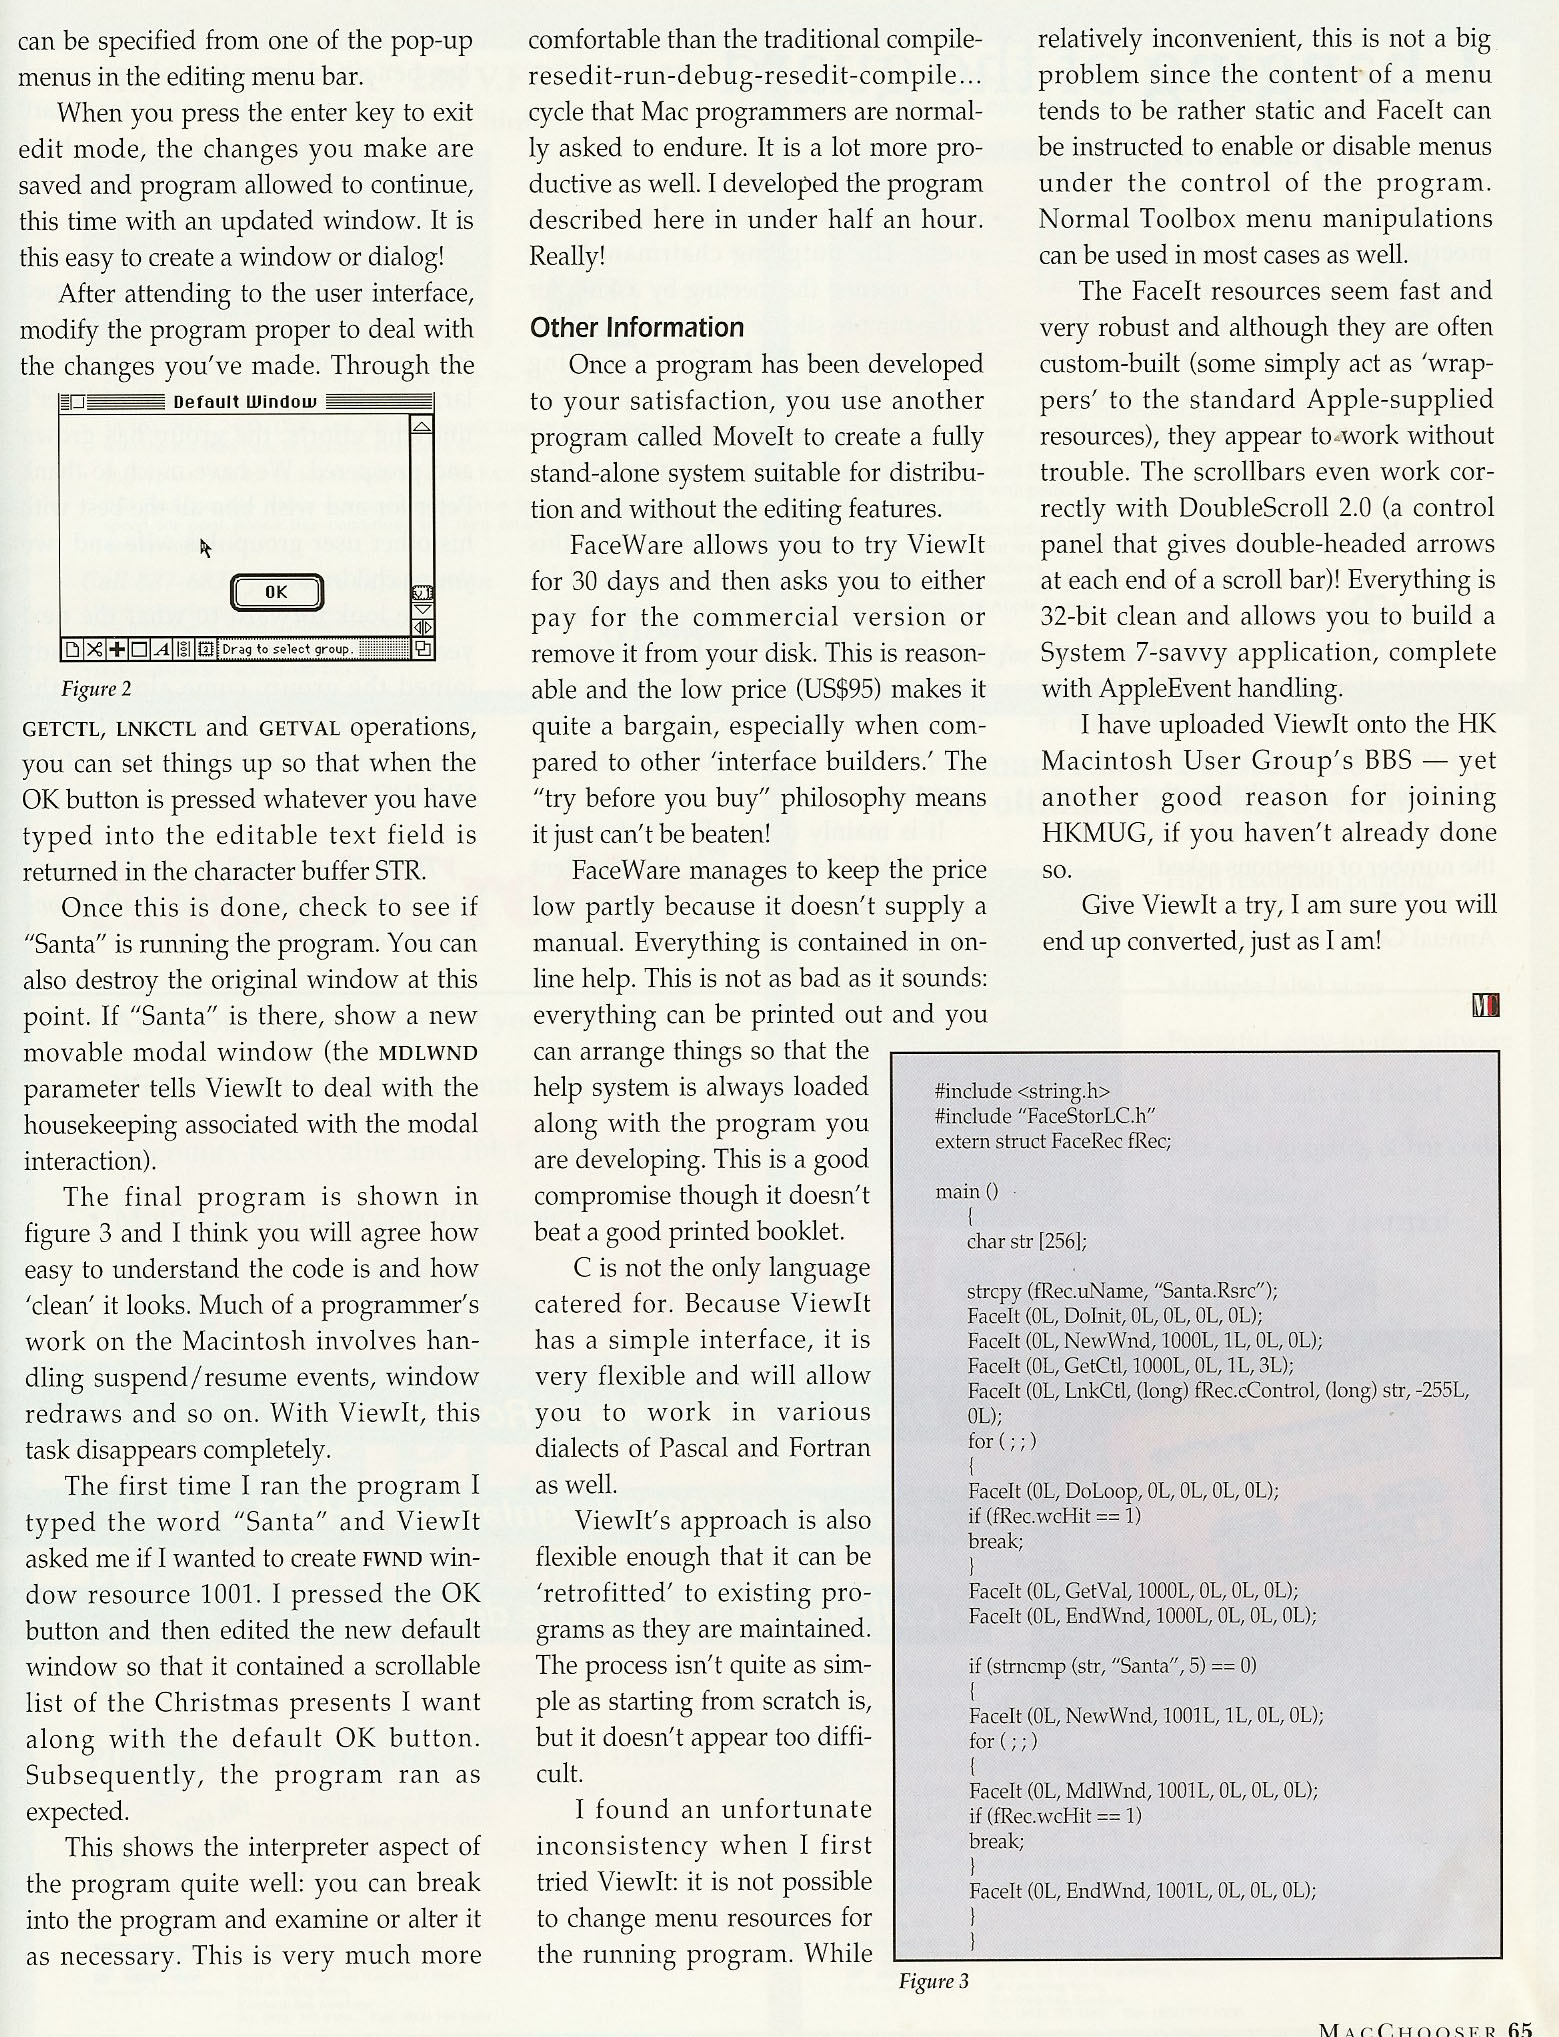 can be specified from one of the pop-up
menus in the editing menu bar.
When you press the enter key to exit
edit mode, the changes you make are
saved and program allowed to continue,
this time with an updated window. It is
this easy to create a window or dialog!
After attending to the user interface,
modify the program proper to deal with
the changes you've made. Through the
Default Window
OK
Drag to select group.
Figure 2
GETCTL, LNKCTL and GETVAL operations,
you can set things up so that when the
OK button is pressed whatever you have
typed into the editable text field is
returned in the character buffer STR.
Once this is done, check to see if
“Santa” is running the program. You can
also destroy the original window at this
point. If “Santa” is there, show a new
movable modal window (the MDLWND
parameter tells ViewIt to deal with the
housekeeping associated with the modal
interaction).
The final program is shown in
figure 3 and I think you will agree how
easy to understand the code is and how
‘clean’ it looks. Much of a programmer's
work on the Macintosh involves han-
dling suspend/resume events, window
redraws and so on. With ViewIt, this
task disappears completely.
The first time I ran the program I
typed the word “Santa” and ViewIt
asked me if I wanted to create FWND win-
dow resource 1001. I pressed the OK
button and then edited the new default
window so that it contained a scrollable
list of the Christmas presents I want
along with the default OK button.
Subsequently, the program ran as
expected.
This shows the interpreter aspect of
the program quite well: you can break
into the program and examine or alter it
as necessary. This is very much more
comfortable than the traditional compile-
resedit-run-debug-resedit-compile...
cycle that Mac programmers are normal-
ly asked to endure. It is a lot more pro-
ductive as well. I developed the program
described here in under half an hour.
Really!
Other Information
Once a program has been developed
to your satisfaction, you use another
program called MoveIt to create a fully
stand-alone system suitable for distribu-
tion and without the editing features.
FaceWare allows you to try ViewIt
for 30 days and then asks you to either
pay for the commercial version or
remove it from your disk. This is reason-
able and the low price (US$95) makes it
quite a bargain, especially when com-
pared to other ‘interface builders.’ The
“try before you buy” philosophy means
it just can't be beaten!
FaceWare manages to keep the price
low partly because it doesn't supply a
manual. Everything is contained in on-
line help. This is not as bad as it sounds:
everything can be printed out and you
can arrange things so that the
help system is always loaded
along with the program you
are developing. This is a good
compromise though it doesn't
beat a good printed booklet.
C is not the only language
catered for. Because ViewIt
has a simple interface, it is
very flexible and will allow
you to work in various
dialects of Pascal and Fortran
as well.
ViewIt's approach is also
flexible enough that it can be
‘retrofitted’ to existing pro-
grams as they are maintained.
The process isn't quite as sim-
ple as starting from scratch is,
but it doesn't appear too diffi-
cult.
I found an unfortunate
inconsistency when I first
tried ViewIt: it is not possible
to change menu resources for
the running program. While
relatively inconvenient, this is not a big
problem since the content of a menu
tends to be rather static and FaceIt can
be instructed to enable or disable menus
under the control of the program.
Normal Toolbox menu manipulations
can be used in most cases as well.
The FaceIt resources seem fast and
very robust and although they are often
custom-built (some simply act as ‘wrap-
pers’ to the standard Apple-supplied
resources), they appear to work without
trouble. The scrollbars even work cor-
rectly with DoubleScroll 2.0 (a control
panel that gives double-headed arrows
at each end of a scroll bar)! Everything is
32-bit clean and allows you to build a
System 7-savvy application, complete
with AppleEvent handling.
I have uploaded ViewIt onto the HK
Macintosh User Group's BBS — yet
another good reason for joining
HKMUG, if you haven't already done
so.
Give ViewIt a try, I am sure you will
end up converted, just as I am!
MC
#include <string.h>
#include “FaceStorLC.h”
extern struct FaceRec fRec;
main ()
{
char str [256];
strcpy (fRec.uName, “Santa.Rsrc”);
FaceIt (0L, DoInit, 0L, 0L, 0L, 0L);
FaceIt (0L, NewWnd, 1000L, 1L, 0L, 0L);
FaceIt (0L, GetCtl, 1000L, 0L, 1L, 3L);
FaceIt (0L, LnkCtl, (long) fRec.cControl, (long) str, -255L,
0L);
for ( ; ; )
{
FaceIt (0L, DoLoop, 0L, 0L, 0L, 0L);
if (fRec.wcHit == 1)
break;
}
FaceIt (0L, GetVal, 1000L, 0L, 0L, 0L);
FaceIt (0L, EndWnd, 1000L, 0L, 0L, 0L);
if (strncmp (str, “Santa”, 5) == 0)
{
FaceIt (0L, NewWnd, 1001L, 1L, 0L, 0L);
for ( ; ; )
{
FaceIt (0L, MdlWnd, 1001L, 0L, 0L, 0L);
if (fRec.wcHit == 1)
break;
}
FaceIt (0L, EndWnd, 1001L, 0L, 0L, 0L);
}
}
Figure 3
MACCHOOSER 65